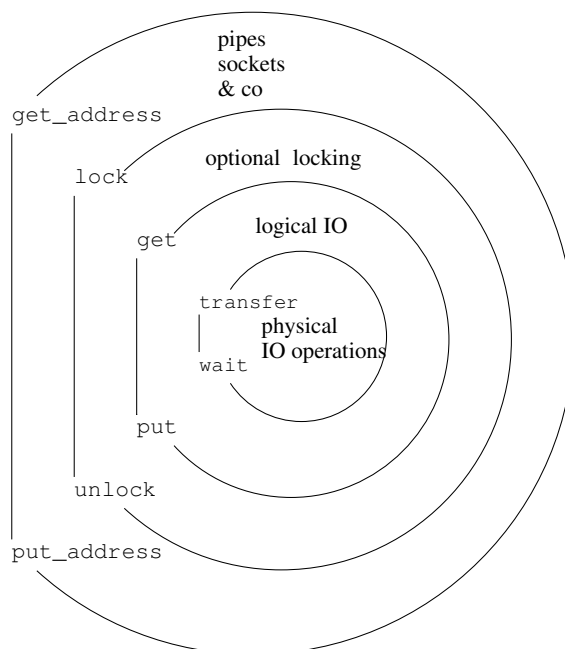 pipes
sockets
& co
get_address
optional locking
lock
logical IO
get
transfer
physical
IO operations
wait
put
unlock
put_address